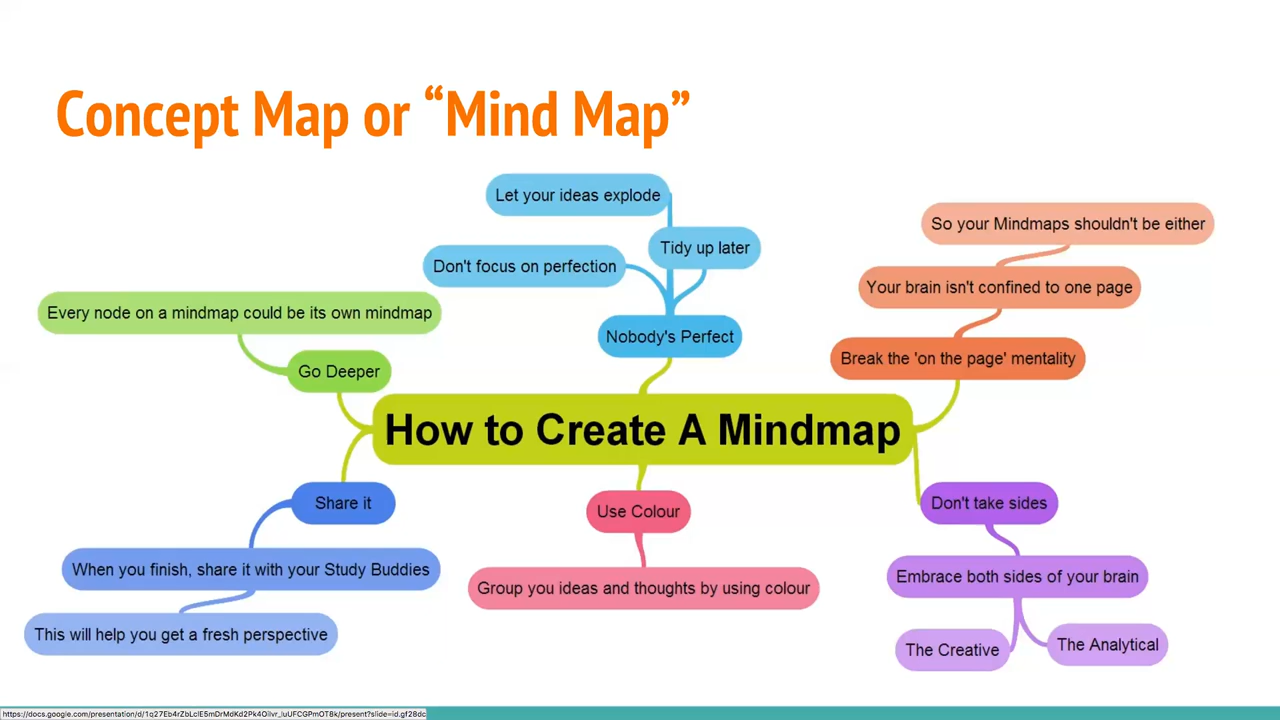 Concept Map or “Mind Map”
Let your ideas explode
Tidy up later
Don't focus on perfection
Nobody's Perfect
So your Mindmaps shouldn't be either
Your brain isn't confined to one page
Break the 'on the page' mentality
Every node on a mindmap could be its own mindmap
Go Deeper
How to Create A Mindmap
Share it
When you finish, share it with your Study Buddies
This will help you get a fresh perspective
Use Colour
Group you ideas and thoughts by using colour
Don't take sides
Embrace both sides of your brain
The Creative
The Analytical